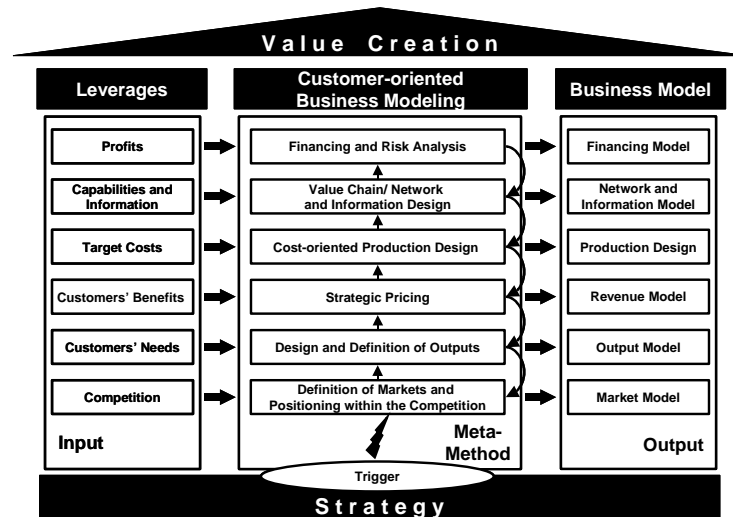 Value Creation
Leverages
Customer-oriented
Business Modeling
Business Model
Profits
Financing and Risk Analysis
Financing Model
Capabilities and
Information
Value Chain/ Network
and Information Design
Network and
Information Model
Target Costs
Cost-oriented Production Design
Production Design
Customers' Benefits
Strategic Pricing
Revenue Model
Customers' Needs
Design and Definition of Outputs
Output Model
Competition
Definition of Markets and
Positioning within the Competition
Market Model
Input
Meta-
Method
Output
Trigger
Strategy